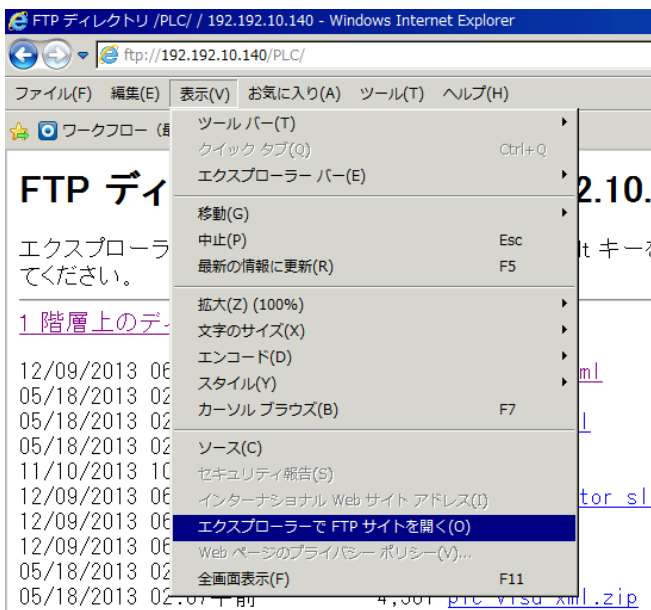 FTP ディレクトリ /PLC/ / 192.192.10.140 - Windows Internet Explorer
ftp://192.192.10.140/PLC/
ファイル(F) 編集(E) 表示(V) お気に入り(A) ツール(T) ヘルプ(H)
ワークフロー
ツール バー(T)
クイック タブ(Q) Ctrl+Q
エクスプローラー バー(E)
移動(G)
中止(P) Esc
最新の情報に更新(R) F5
拡大(Z) (100%)
文字のサイズ(X)
エンコード(D)
スタイル(Y)
カーソル ブラウズ(B) F7
ソース(C)
セキュリティ報告(S)
インターナショナル Web サイト アドレス(I)
エクスプローラーで FTP サイトを開く(O)
Web ページのプライバシー ポリシー(V)...
全画面表示(F) F11
FTP ディ 2.10.
エクスプローラ lt キーを
てください。
1 階層上のデ
12/09/2013 06 ml
05/18/2013 02
05/18/2013 02 l
05/18/2013 02
11/10/2013 10
12/09/2013 06 tor sl
12/09/2013 06
12/09/2013 06
05/18/2013 02
05/18/2013 02:07午前 4,561 plc visu xml.zip